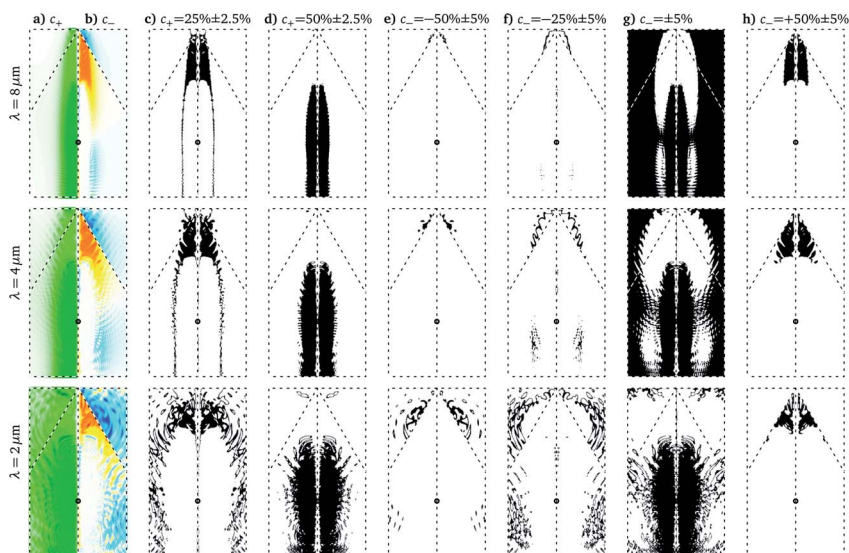 a) c₊ b) c₋ c) c₊=25%±2.5% d) c₊=50%±2.5% e) c₋=−50%±5% f) c₋=−25%±5% g) c₋=±5% h) c₋=+50%±5%
λ = 8 μm
λ = 4 μm
λ = 2 μm